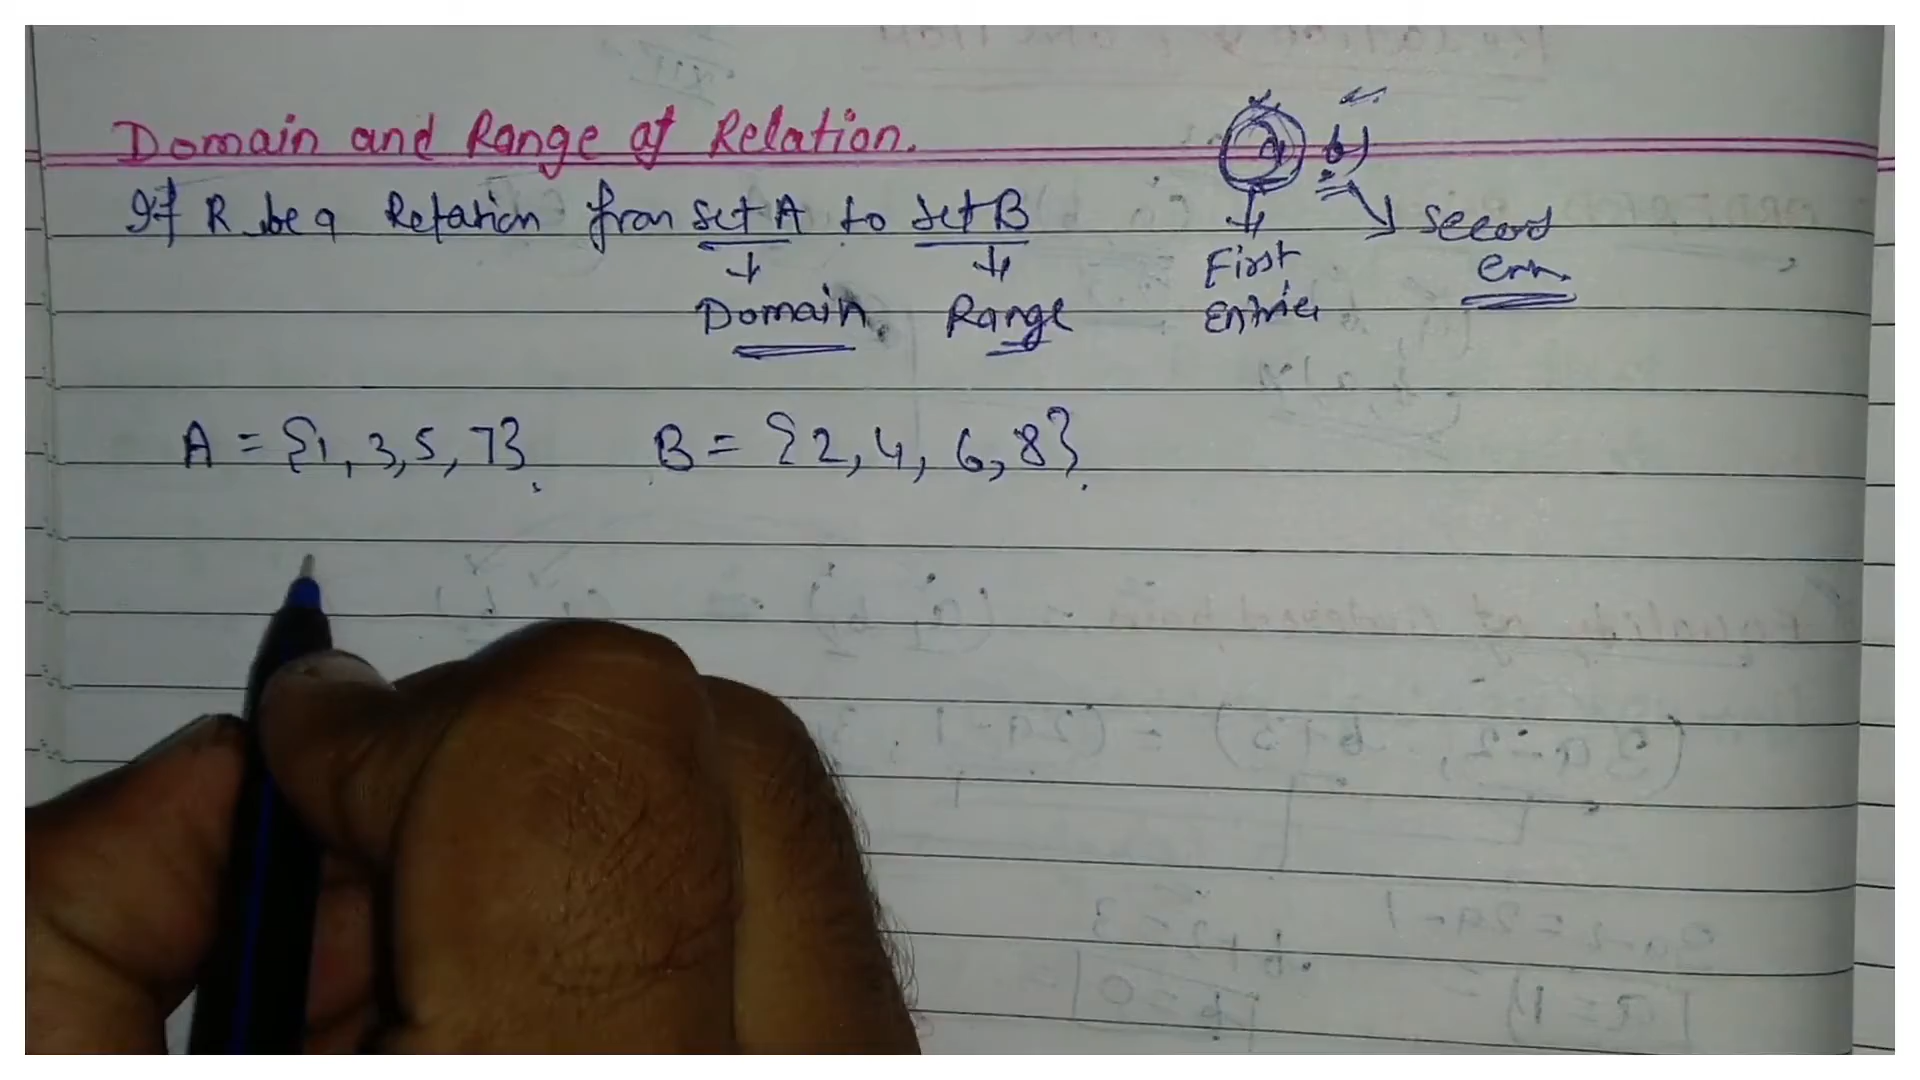 Domain and Range of Relation.
If R be a Relation from set A to set B
Domain. Range
a b)
First Entries
Second
A = {1, 3, 5, 7}. B = {2, 4, 6, 8}.